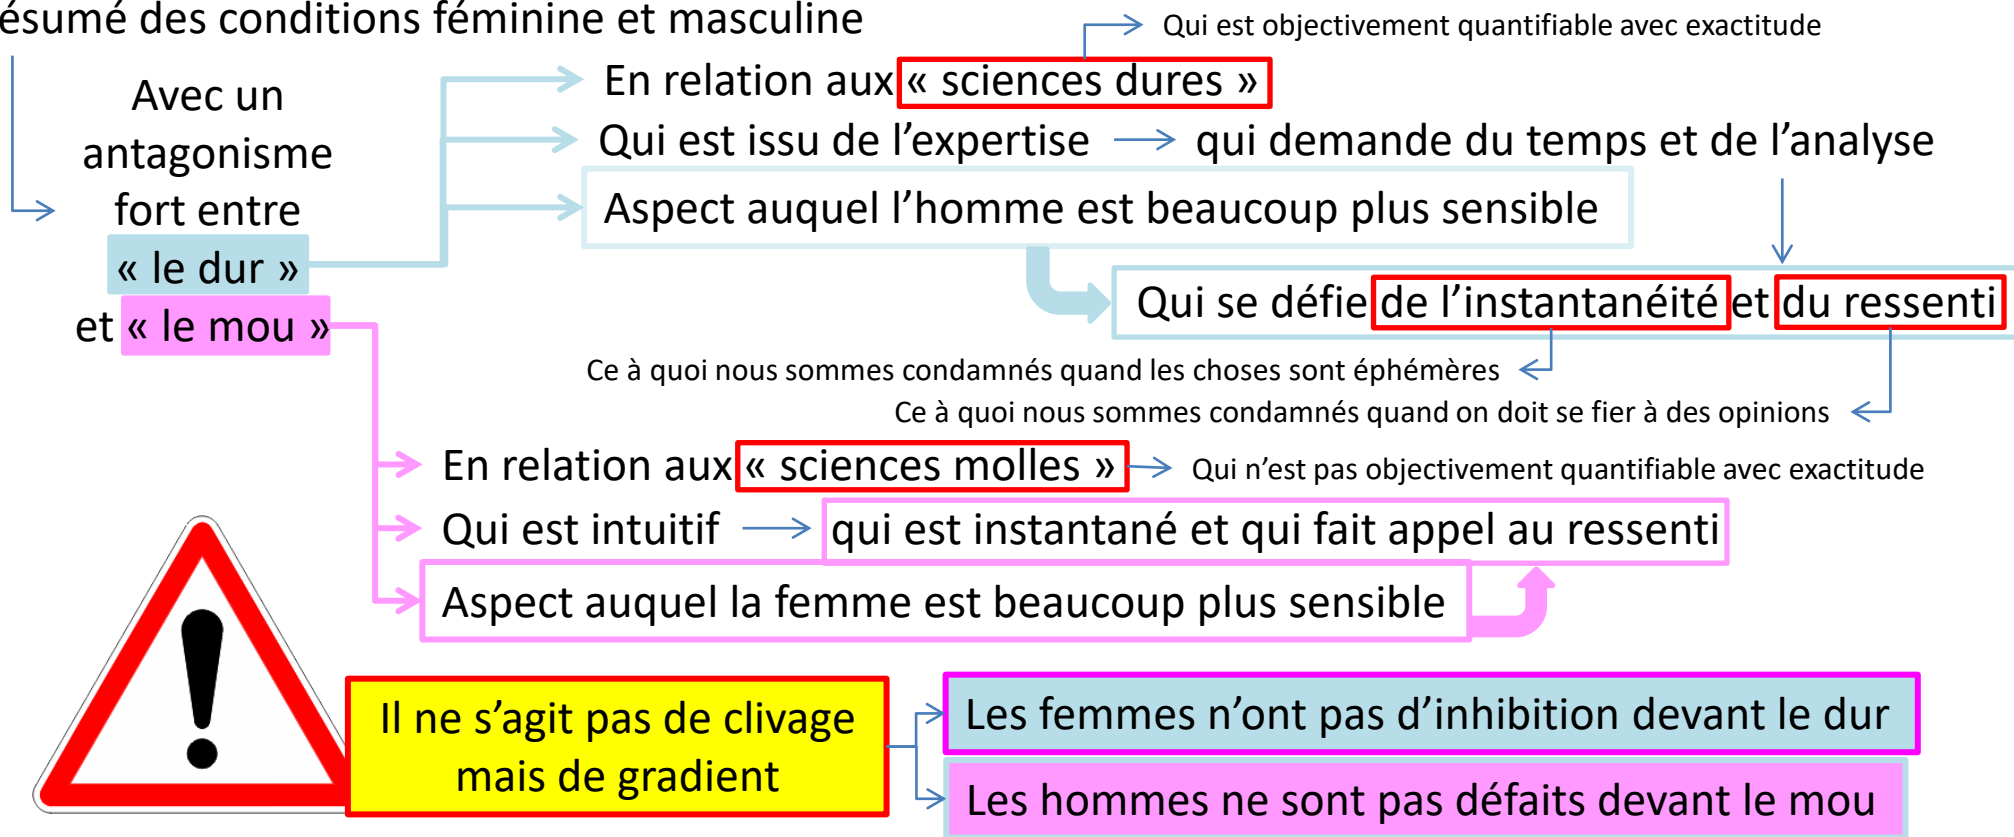 ésumé des conditions féminine et masculine
Qui est objectivement quantifiable avec exactitude
En relation aux « sciences dures »
Avec un
antagonisme
fort entre
« le dur »
et « le mou »
Qui est issu de l’expertise
qui demande du temps et de l’analyse
Aspect auquel l’homme est beaucoup plus sensible
Qui se défie de l’instantanéité et du ressenti
Ce à quoi nous sommes condamnés quand les choses sont éphémères
Ce à quoi nous sommes condamnés quand on doit se fier à des opinions
En relation aux « sciences molles »
Qui n’est pas objectivement quantifiable avec exactitude
Qui est intuitif
qui est instantané et qui fait appel au ressenti
Aspect auquel la femme est beaucoup plus sensible
Il ne s’agit pas de clivage
mais de gradient
Les femmes n’ont pas d’inhibition devant le dur
Les hommes ne sont pas défaits devant le mou